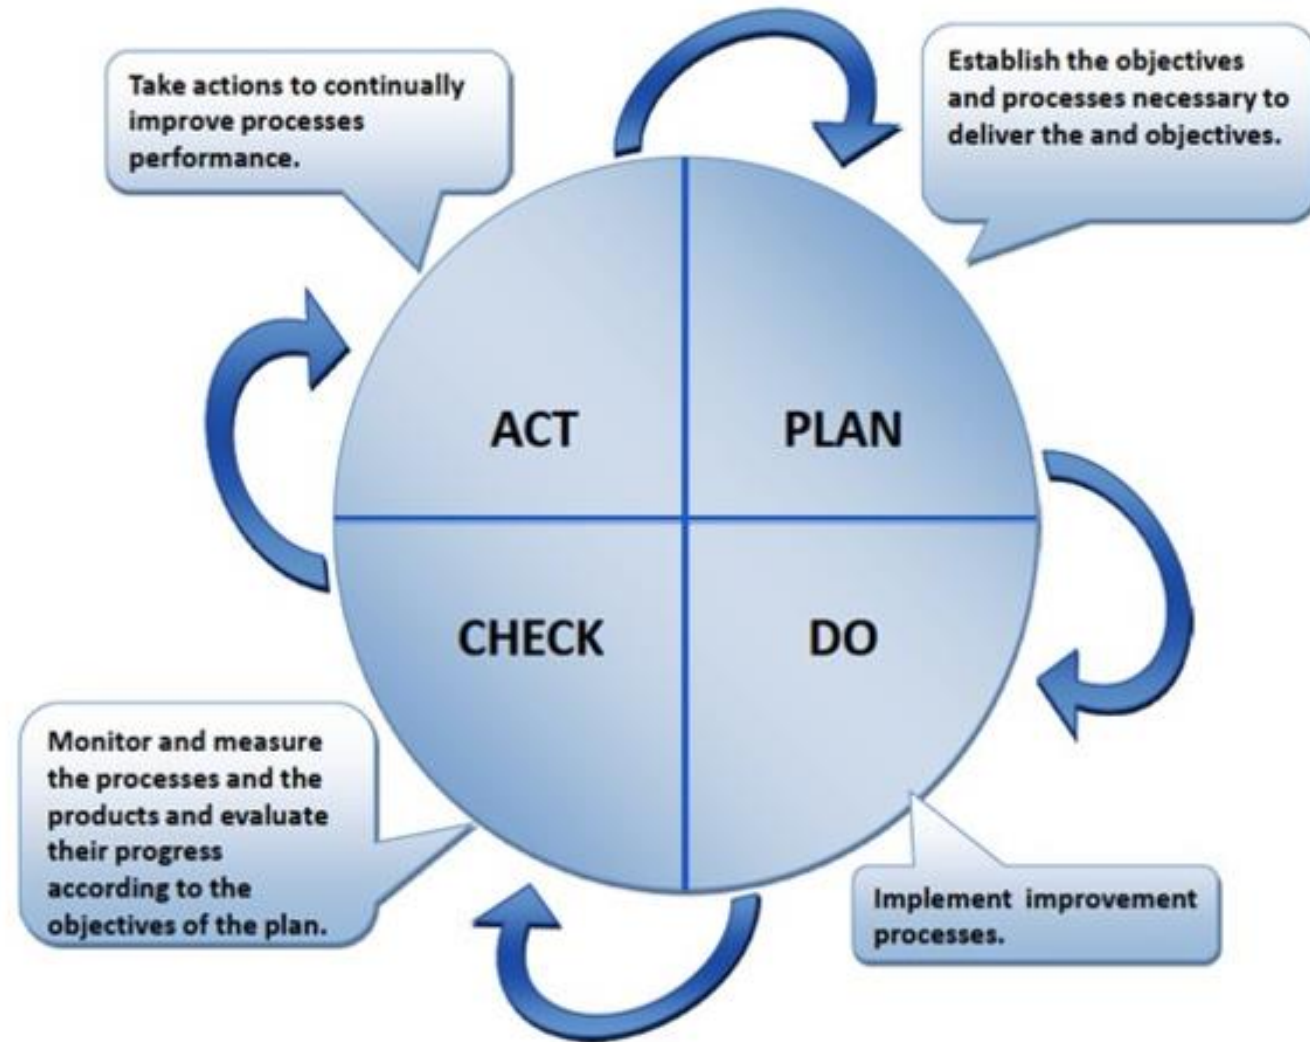 Take actions to continually
improve processes
performance.
Establish the objectives
and processes necessary to
deliver the and objectives.
ACT
PLAN
CHECK
DO
Monitor and measure
the processes and the
products and evaluate
their progress
according to the
objectives of the plan.
Implement improvement
processes.